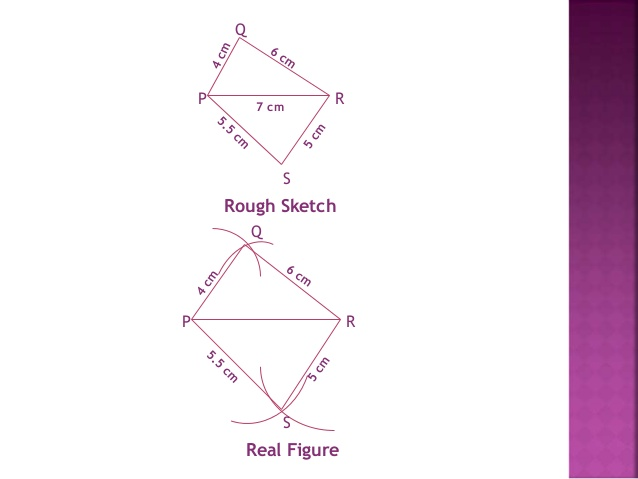 Q
4 cm
6 cm
P
R
7 cm
5.5 cm
5 cm
S
Rough Sketch
Q
4 cm
6 cm
P
R
5.5 cm
5 cm
S
Real Figure